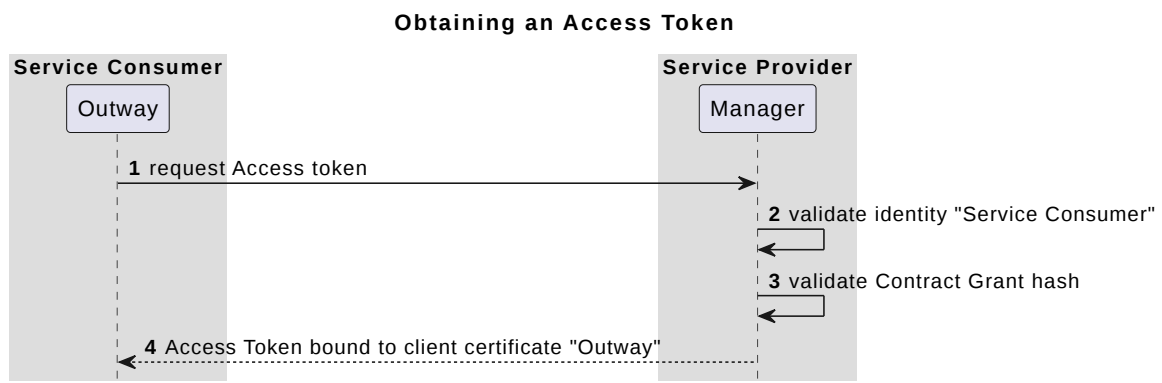 Obtaining an Access Token
Service Consumer
Service Provider
Outway
Manager
1 request Access token
2 validate identity "Service Consumer"
3 validate Contract Grant hash
4 Access Token bound to client certificate "Outway"